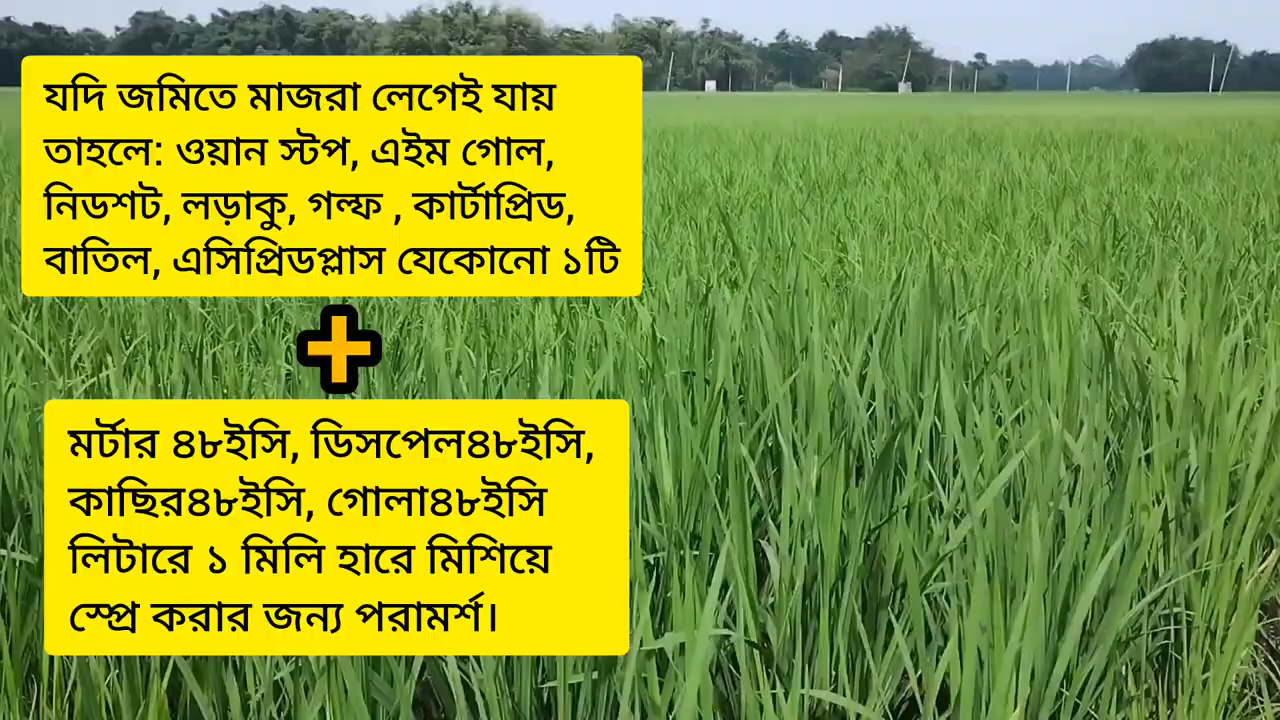 যদি জমিতে মাজরা লেগেই যায়
তাহলে: ওয়ান স্টপ, এইম গোল,
নিডশট, লড়াকু, গল্ফ , কার্টাপ্রিড,
বাতিল, এসিপ্রিডপ্লাস যেকোনো ১টি
মর্টার ৪৮ইসি, ডিসপেল৪৮ইসি,
কাছির৪৮ইসি, গোলা৪৮ইসি
লিটারে ১ মিলি হারে মিশিয়ে
স্প্রে করার জন্য পরামর্শ।